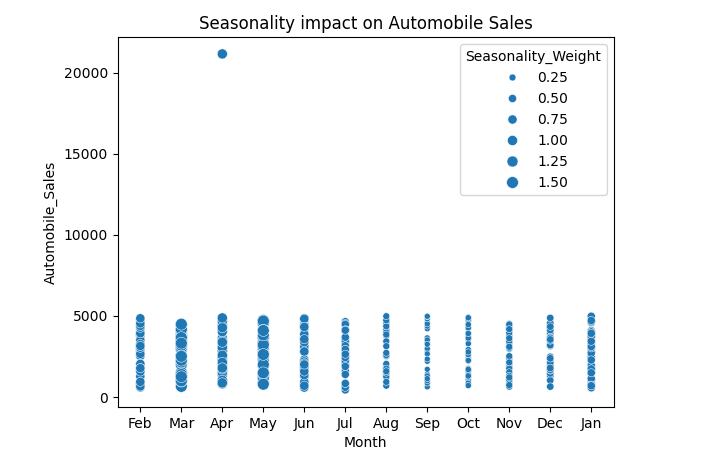 Seasonality impact on Automobile Sales
Seasonality_Weight
0.25
0.50
0.75
1.00
1.25
1.50
20000
15000
10000
5000
0
Automobile_Sales
Feb Mar Apr May Jun Jul Aug Sep Oct Nov Dec Jan
Month